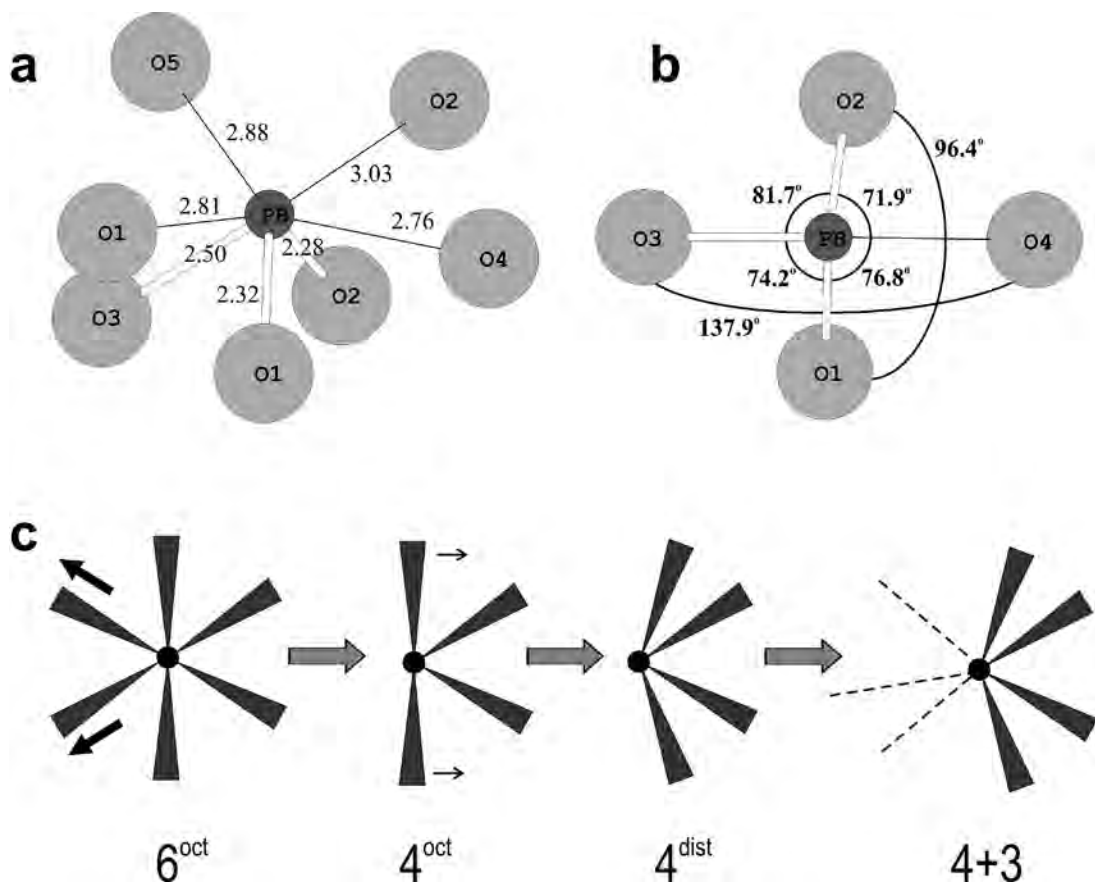 a
b
O5
O2
2.88
3.03
2.81
PB
2.76
O1
2.50
2.28
O4
2.32
O3
O2
O1
O2
96.4°
81.7°
71.9°
O3
PB
O4
74.2°
76.8°
137.9°
O1
c
6oct
4oct
4dist
4+3